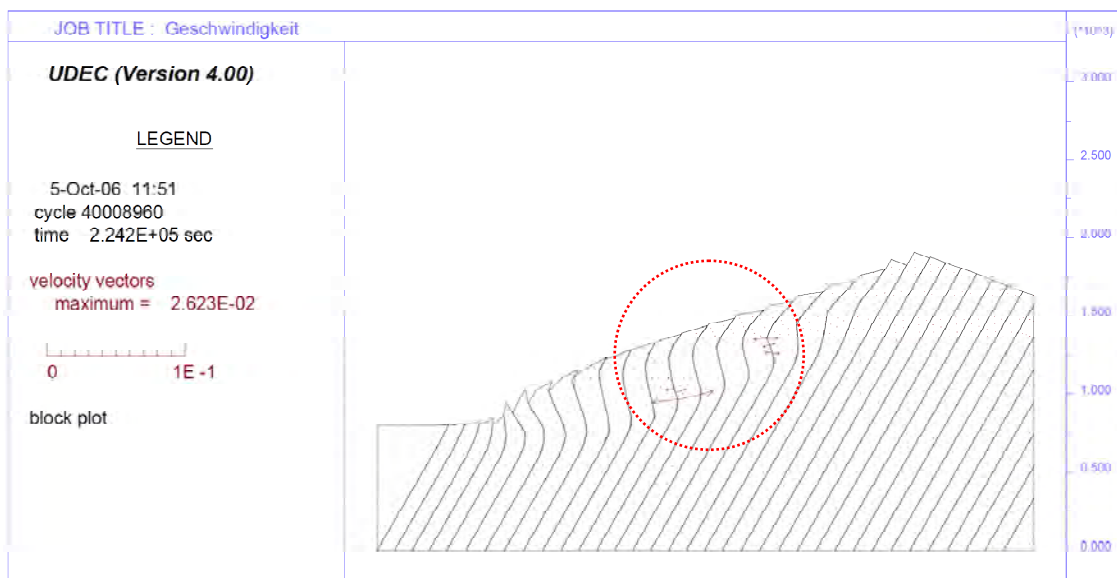 JOB TITLE : Geschwindigkeit
(*10^3)
UDEC (Version 4.00)
LEGEND
5-Oct-06 11:51
cycle 40008960
time 2.242E+05 sec
velocity vectors
maximum = 2.623E-02
0 1E -1
block plot
3.000
2.500
2.000
1.500
1.000
0.500
0.000